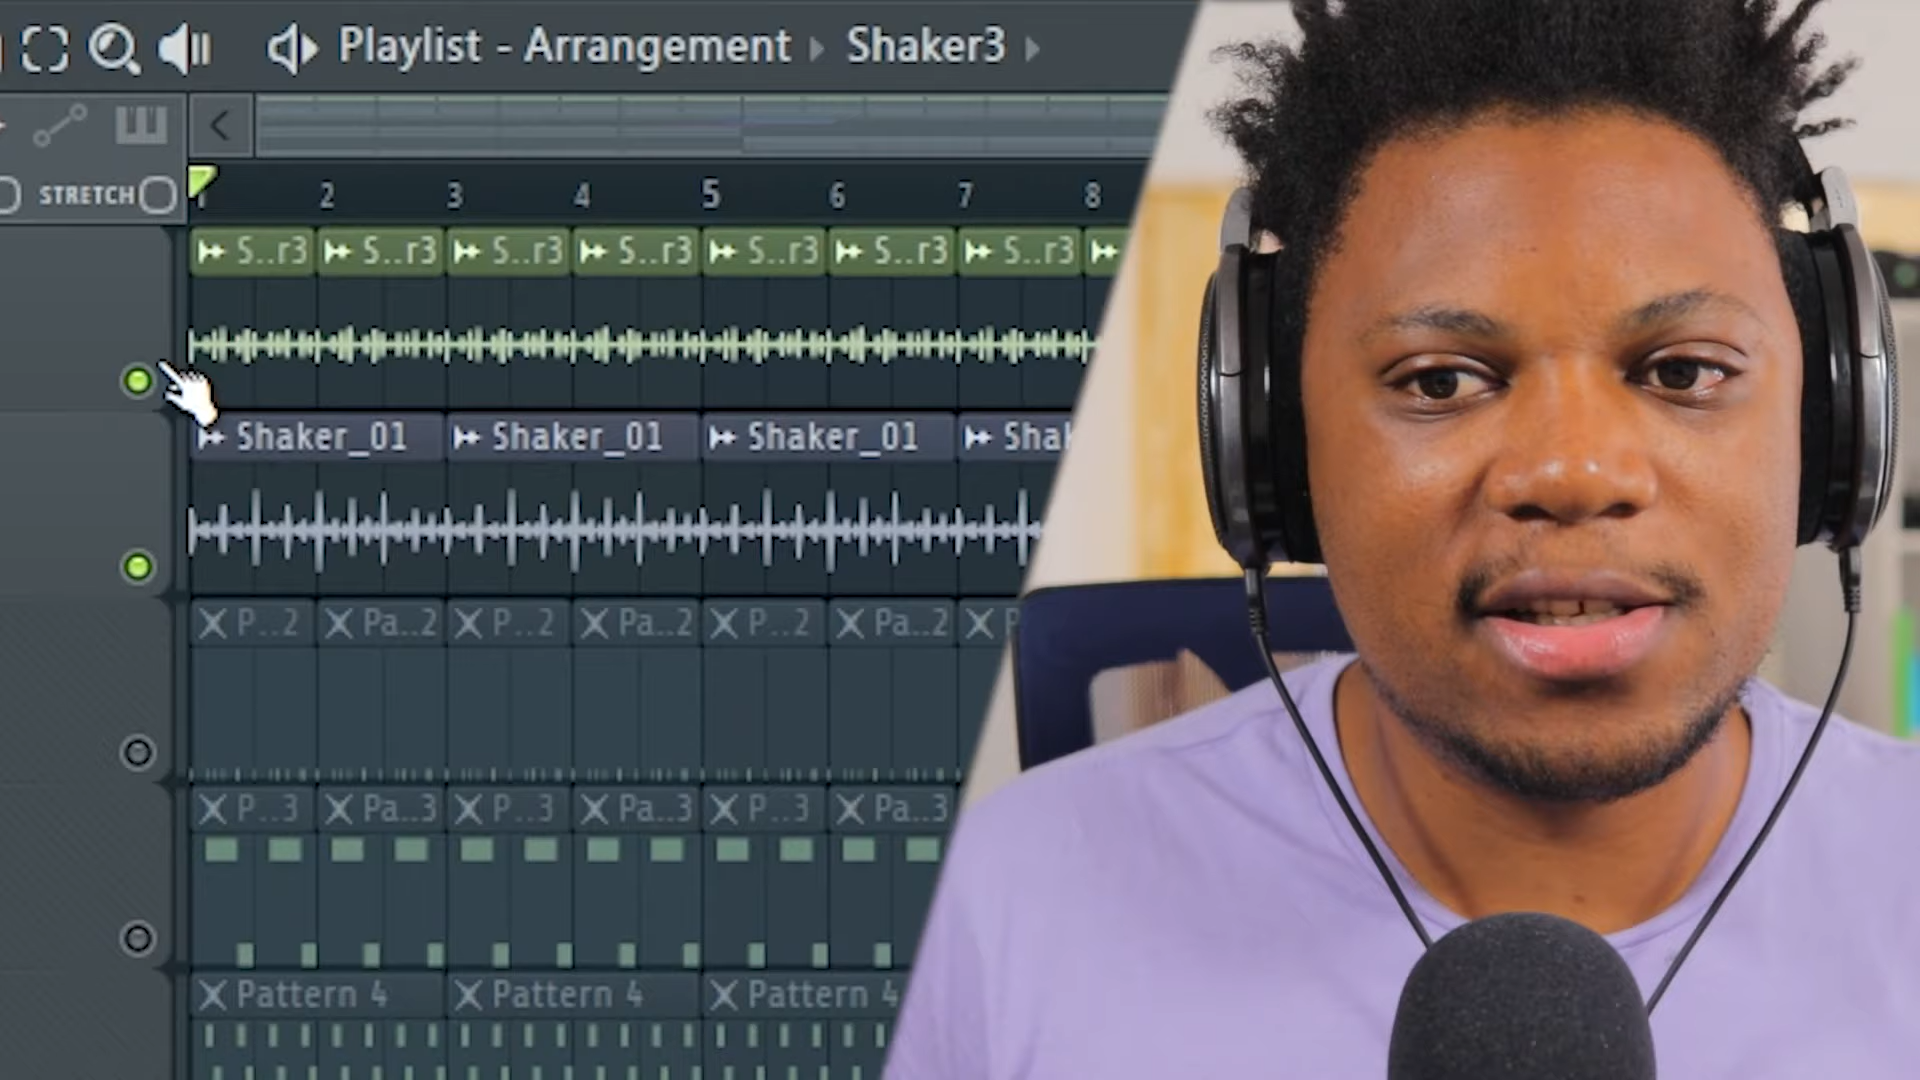 Playlist - Arrangement Shaker3
STRETCH
1 2 3 4 5 6 7 8
S..r3 S..r3 S..r3 S..r3 S..r3 S..r3 S..r3
Shaker_01 Shaker_01 Shaker_01 Shak
P..2 Pa..2 P..2 Pa..2 P..2 Pa..2 P
P..3 Pa..3 P..3 Pa..3 P..3 Pa..3
Pattern 4 Pattern 4 Pattern 4